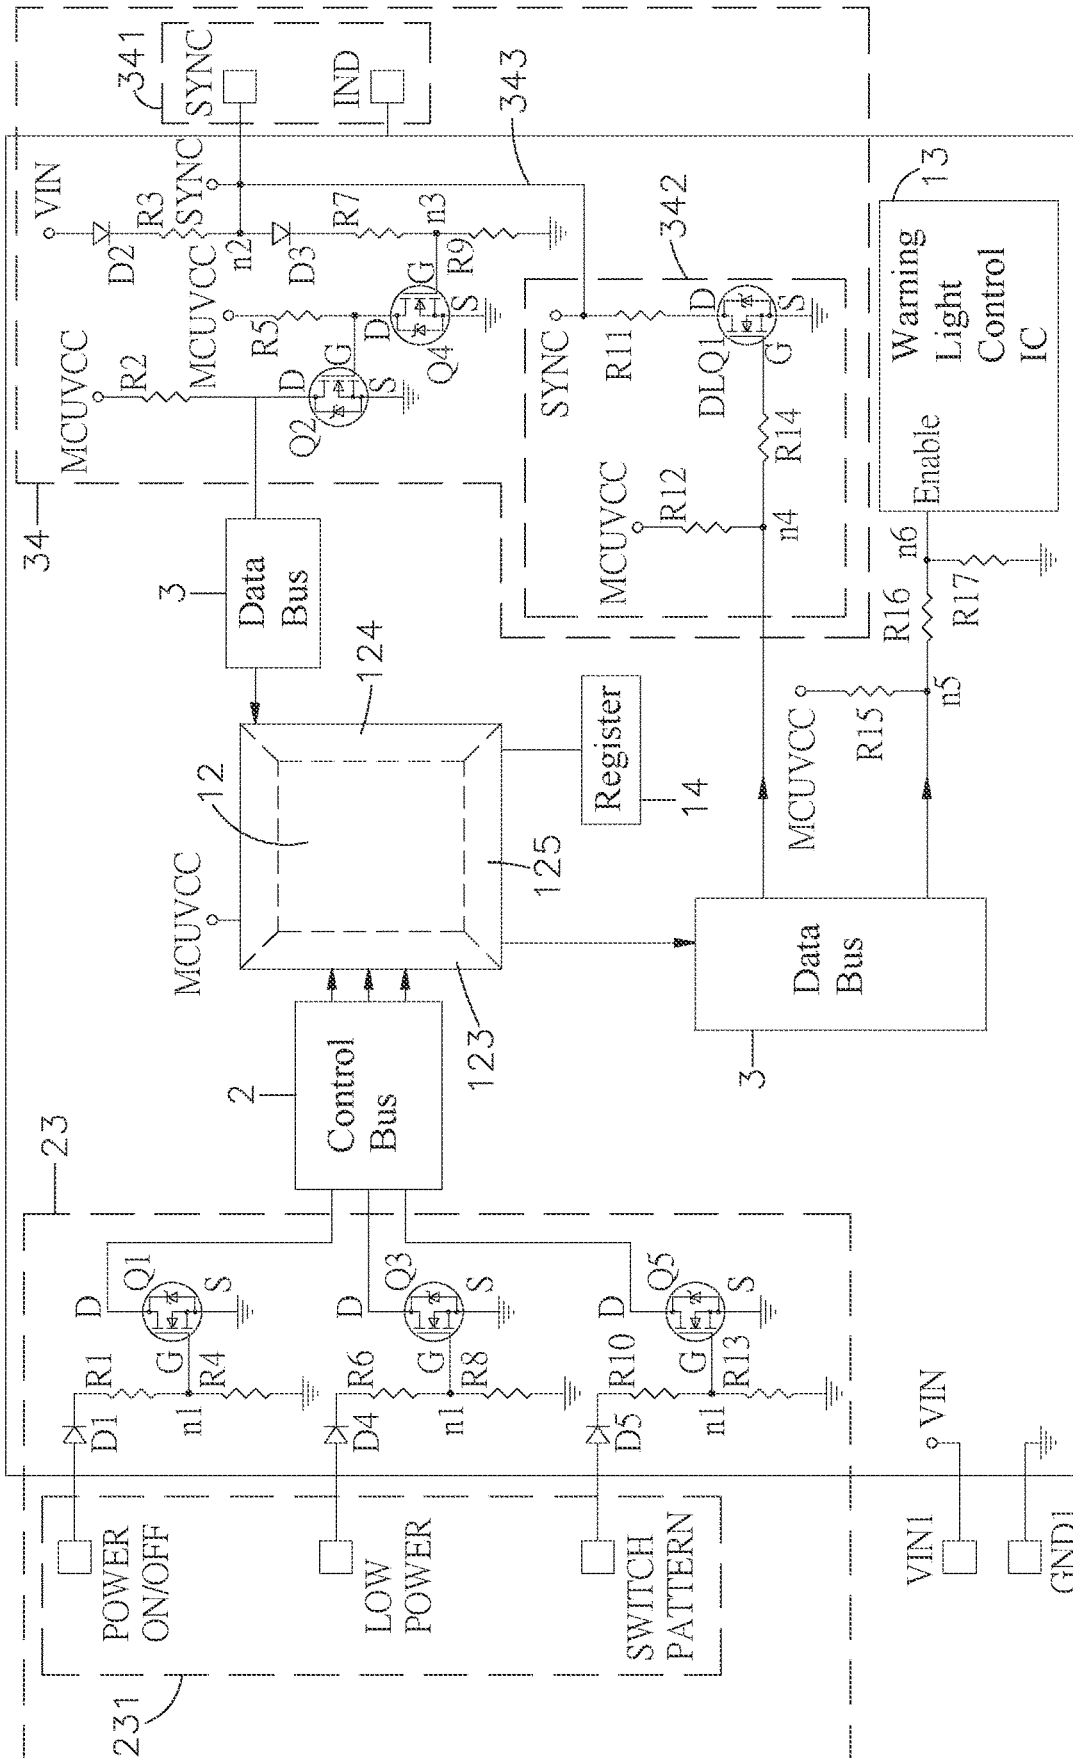 23
231
POWER
ON/OFF
LOW
POWER
SWITCH
PATTERN
D1
R1
n1
R4
D
G
Q1
S
D4
R6
n1
R8
D
G
Q3
S
D5
R10
n1
R13
D
G
Q5
S
VIN1
VIN
GND1
2
Control
Bus
MCUVCC
12
123
124
125
Register
14
3
Data
Bus
3
Data
Bus
34
MCUVCC
R2
D
G
Q2
S
MCUVCC
R5
D
G
Q4
S
VIN
D2
R3
n2
SYNC
D3
R7
n3
R9
341
SYNC
IND
343
342
SYNC
R11
D
DLQ1
G
S
MCUVCC
R12
n4
R14
MCUVCC
R15
n5
R16
n6
R17
Enable
Warning
Light
Control
IC
13